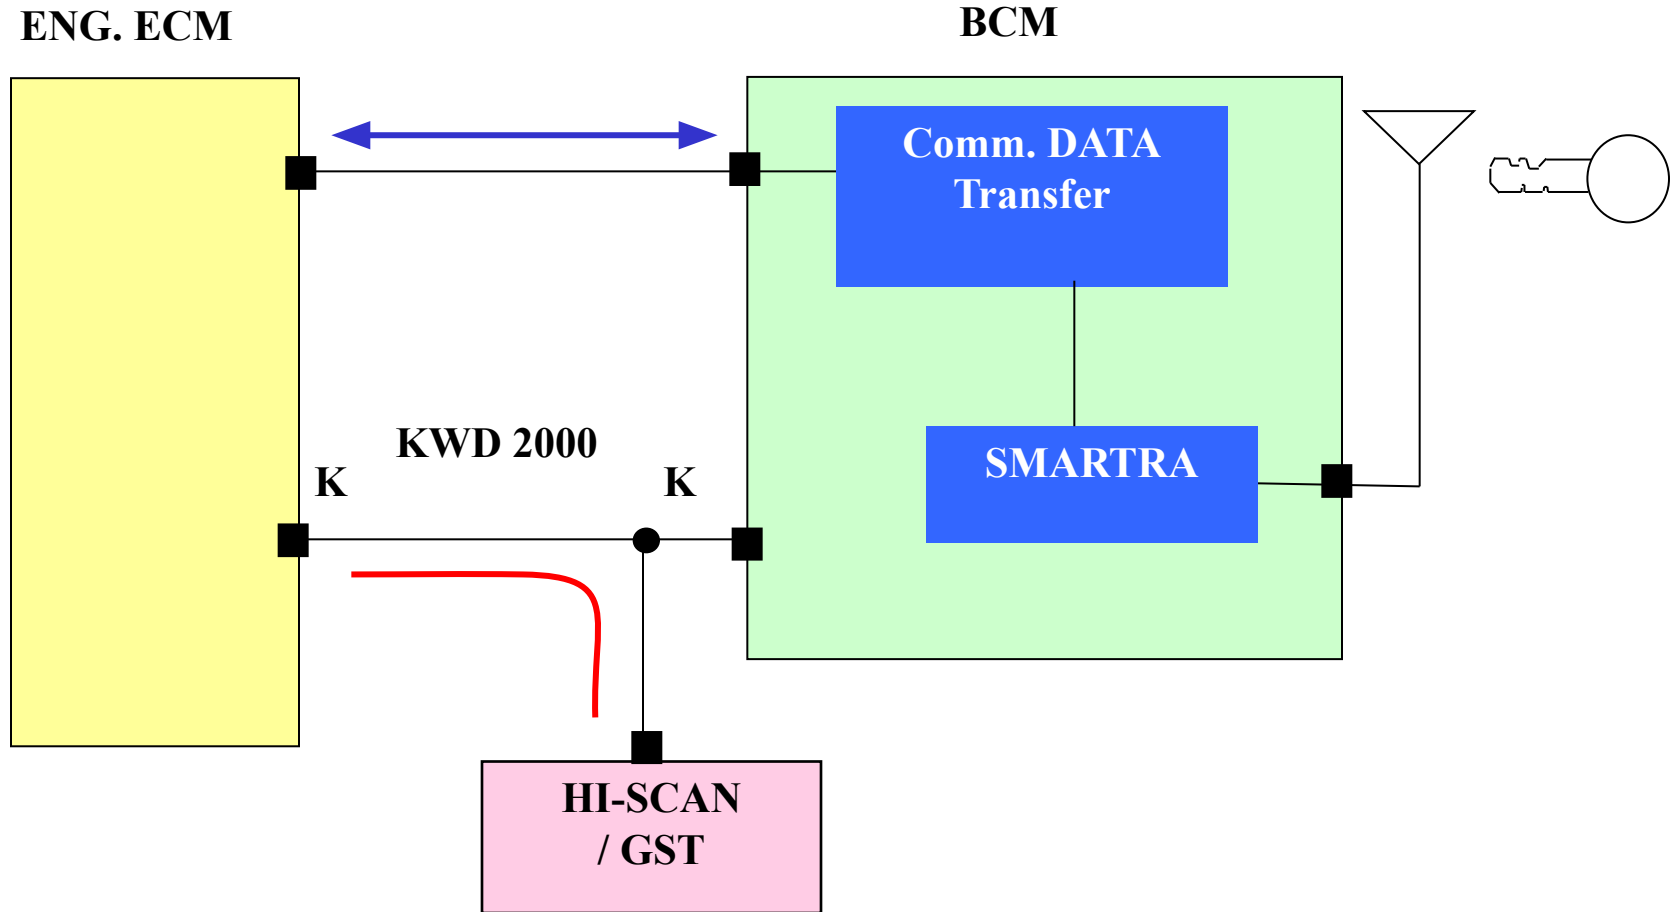 ENG. ECM
BCM
Comm. DATA
Transfer
KWD 2000
K
K
SMARTRA
HI-SCAN
/ GST